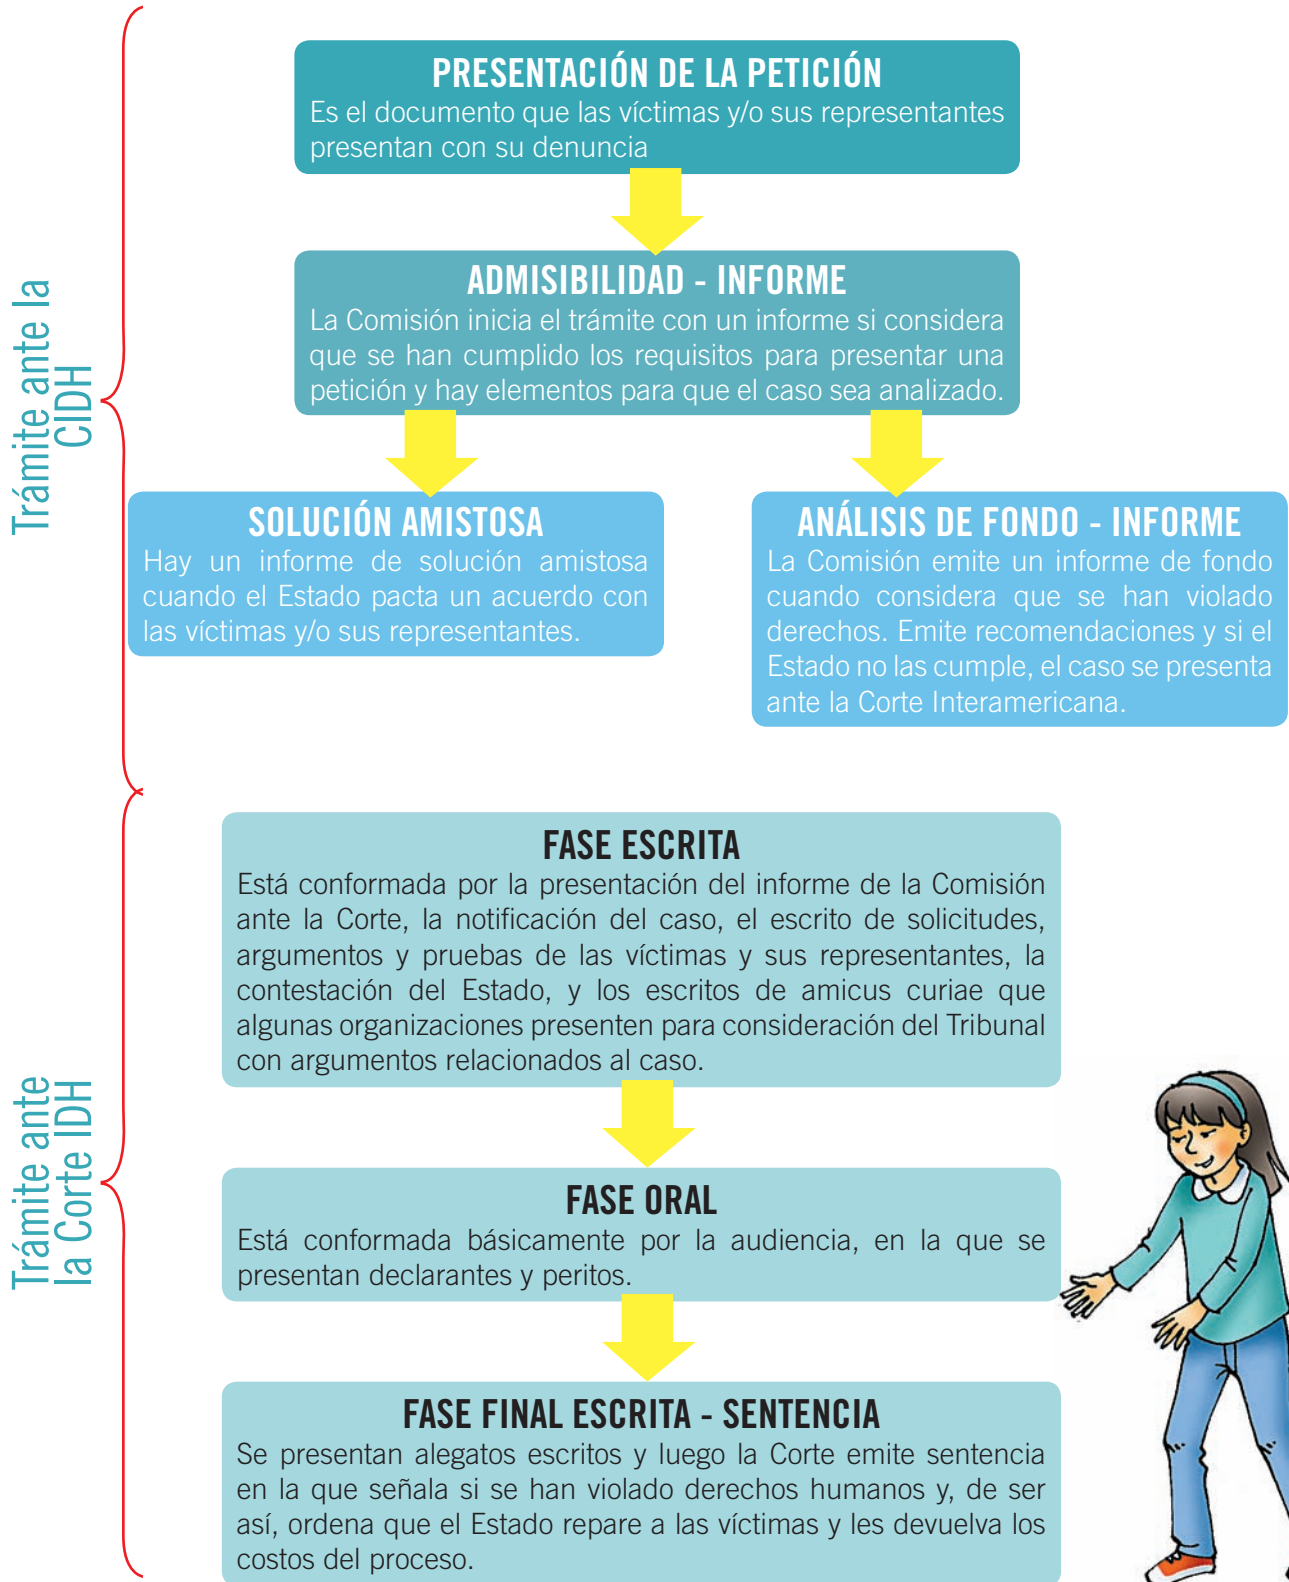 Trámite ante la
CIDH
PRESENTACIÓN DE LA PETICIÓN
Es el documento que las víctimas y/o sus representantes
presentan con su denuncia
ADMISIBILIDAD - INFORME
La Comisión inicia el trámite con un informe si considera
que se han cumplido los requisitos para presentar una
petición y hay elementos para que el caso sea analizado.
SOLUCIÓN AMISTOSA
Hay un informe de solución amistosa
cuando el Estado pacta un acuerdo con
las víctimas y/o sus representantes.
ANÁLISIS DE FONDO - INFORME
La Comisión emite un informe de fondo
cuando considera que se han violado
derechos. Emite recomendaciones y si el
Estado no las cumple, el caso se presenta
ante la Corte Interamericana.
Trámite ante
la Corte IDH
FASE ESCRITA
Está conformada por la presentación del informe de la Comisión
ante la Corte, la notificación del caso, el escrito de solicitudes,
argumentos y pruebas de las víctimas y sus representantes, la
contestación del Estado, y los escritos de amicus curiae que
algunas organizaciones presenten para consideración del Tribunal
con argumentos relacionados al caso.
FASE ORAL
Está conformada básicamente por la audiencia, en la que se
presentan declarantes y peritos.
FASE FINAL ESCRITA - SENTENCIA
Se presentan alegatos escritos y luego la Corte emite sentencia
en la que señala si se han violado derechos humanos y, de ser
así, ordena que el Estado repare a las víctimas y les devuelva los
costos del proceso.